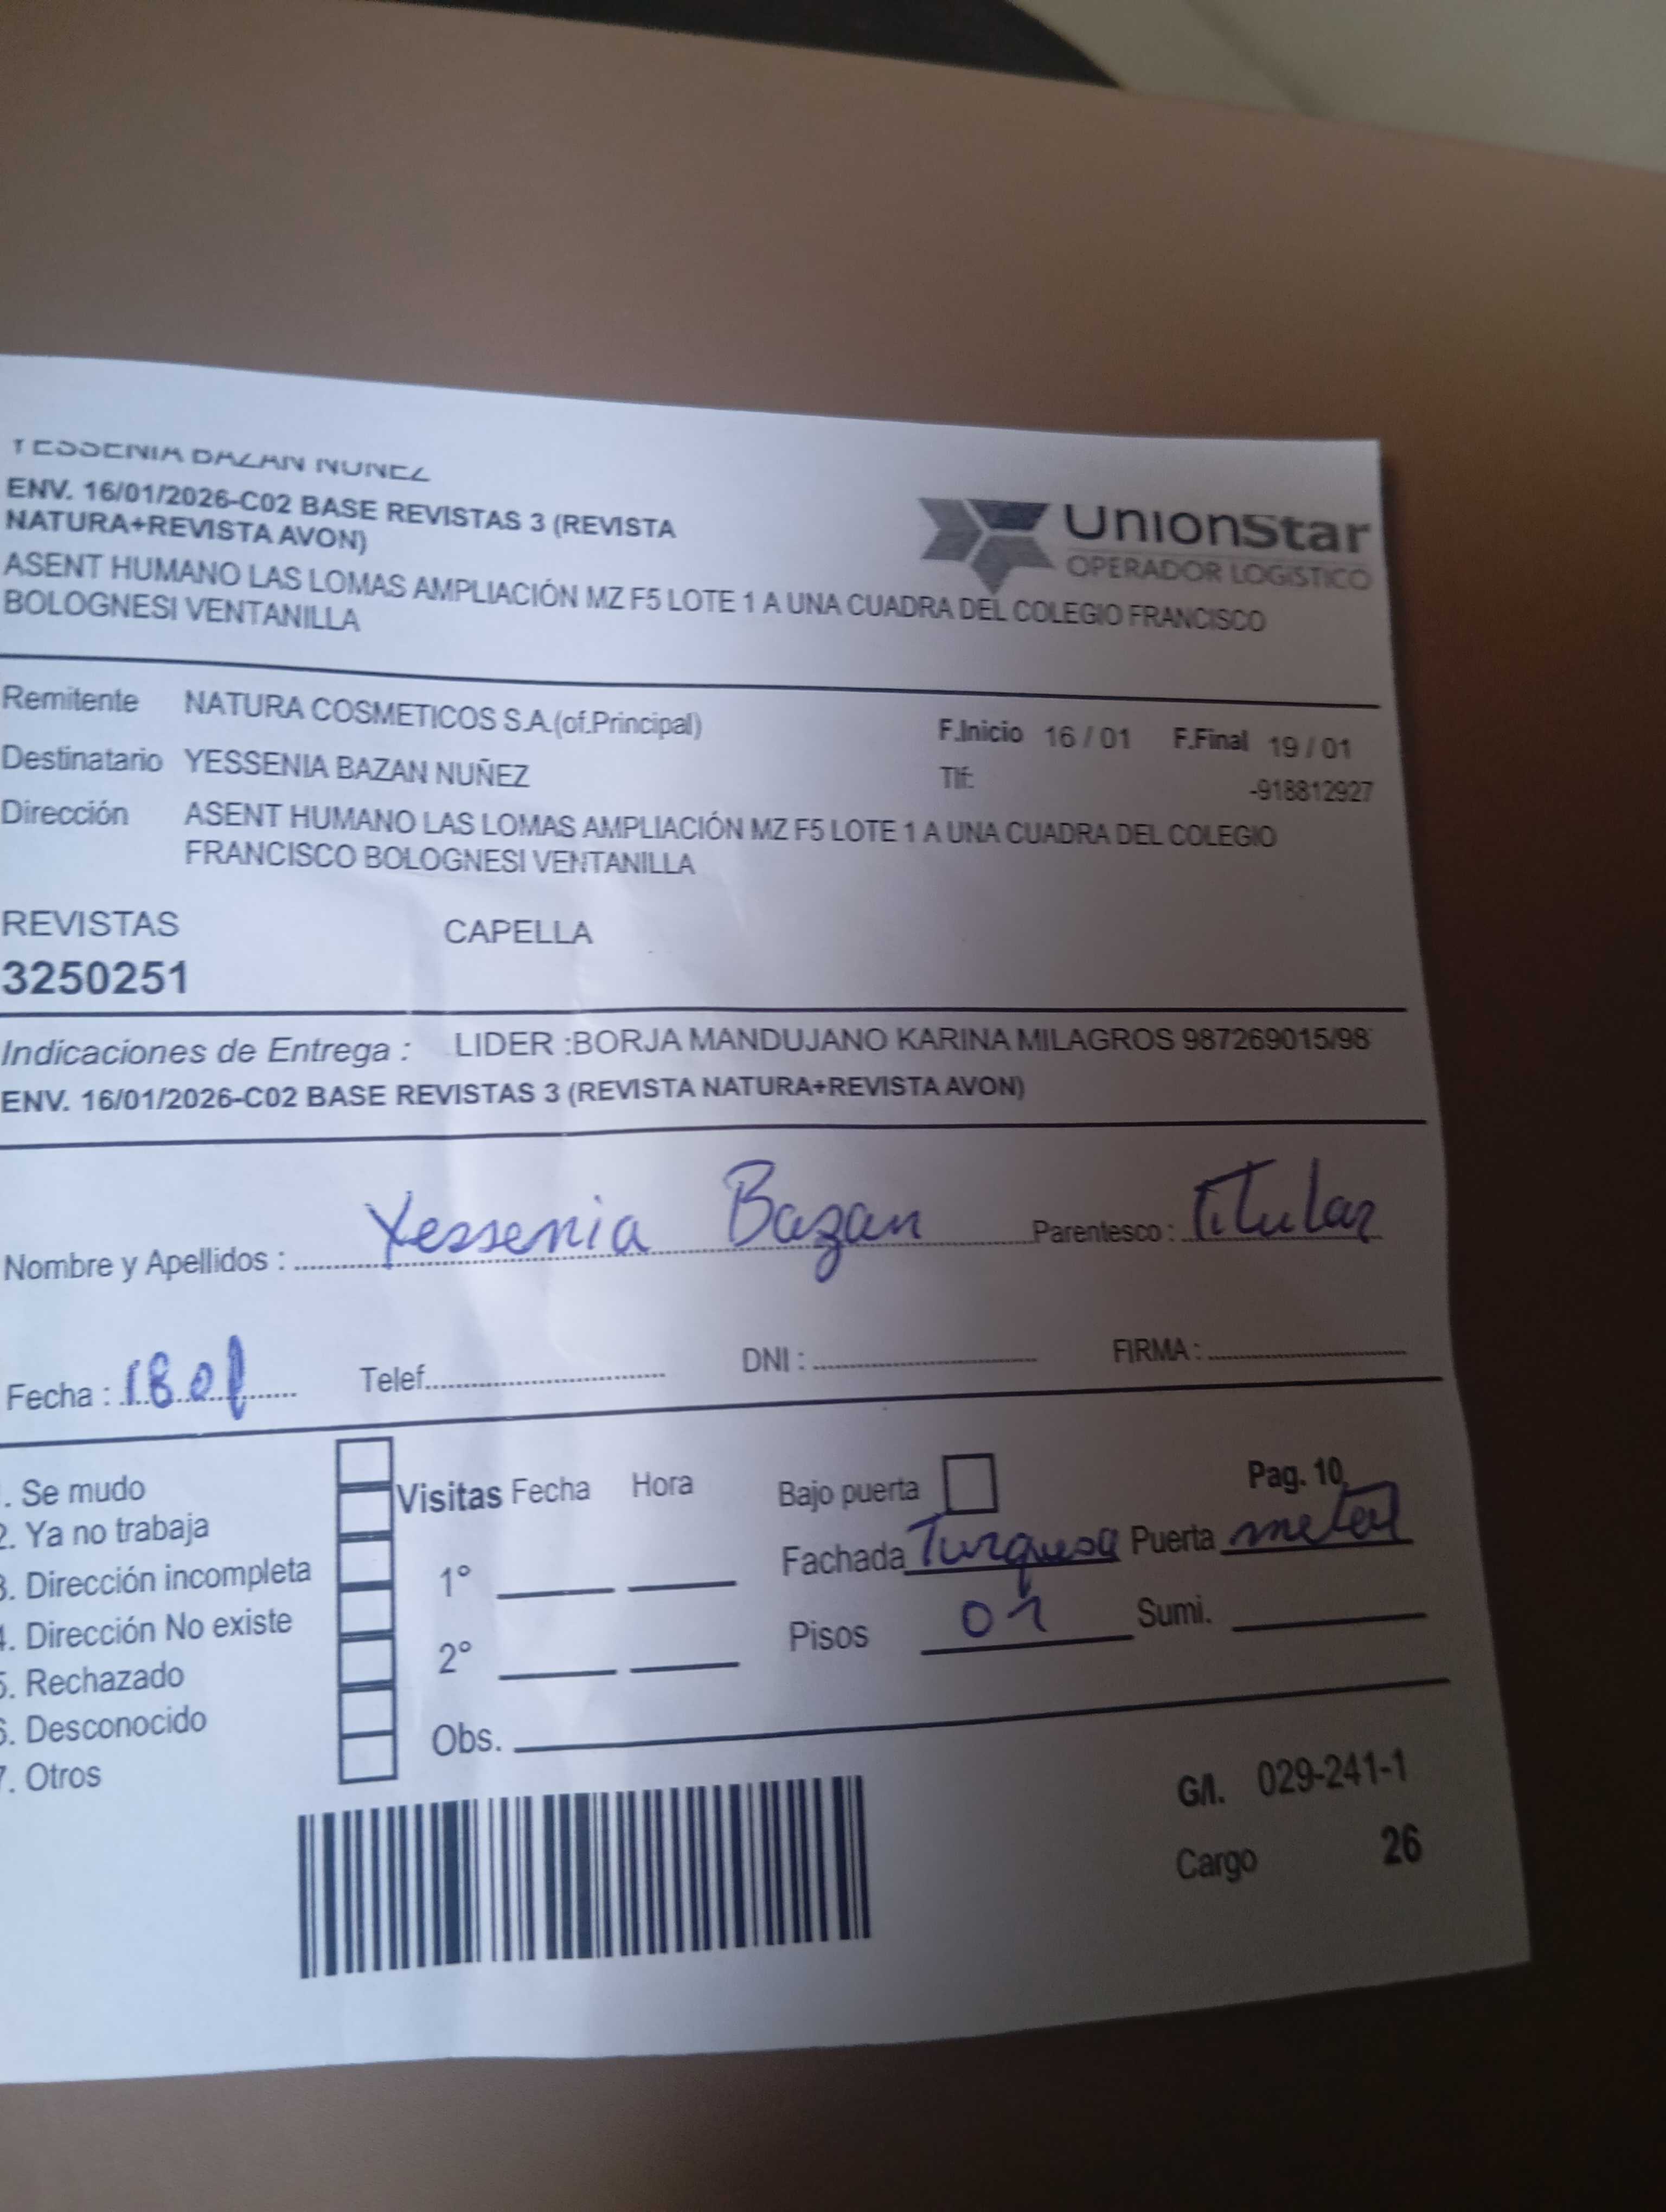 YESSENIA BAZAN NUÑEZ
ENV. 16/01/2026-C02 BASE REVISTAS 3 (REVISTA
NATURA+REVISTA AVON)
UnionStar
OPERADOR LOGíSTICO
ASENT HUMANO LAS LOMAS AMPLIACIÓN MZ F5 LOTE 1 A UNA CUADRA DEL COLEGIO FRANCISCO
BOLOGNESI VENTANILLA
Remitente NATURA COSMETICOS S.A.(of.Principal)
F.Inicio 16 / 01 F.Final 19 / 01
Destinatario YESSENIA BAZAN NUÑEZ
Tlf: -918812927
Dirección ASENT HUMANO LAS LOMAS AMPLIACIÓN MZ F5 LOTE 1 A UNA CUADRA DEL COLEGIO
FRANCISCO BOLOGNESI VENTANILLA
REVISTAS CAPELLA
3250251
Indicaciones de Entrega : LIDER :BORJA MANDUJANO KARINA MILAGROS 987269015/98
ENV. 16/01/2026-C02 BASE REVISTAS 3 (REVISTA NATURA+REVISTA AVON)
Nombre y Apellidos : Yessenia Bazan Parentesco : Titular
Fecha : 18.01 Telef. DNI : FIRMA :
. Se mudo
2. Ya no trabaja
3. Dirección incompleta
4. Dirección No existe
5. Rechazado
6. Desconocido
7. Otros
Visitas Fecha Hora
1°
2°
Obs.
Bajo puerta Pag. 10
Fachada Turquesa Puerta metal
Pisos 01 Sumi.
G/l. 029-241-1
Cargo 26